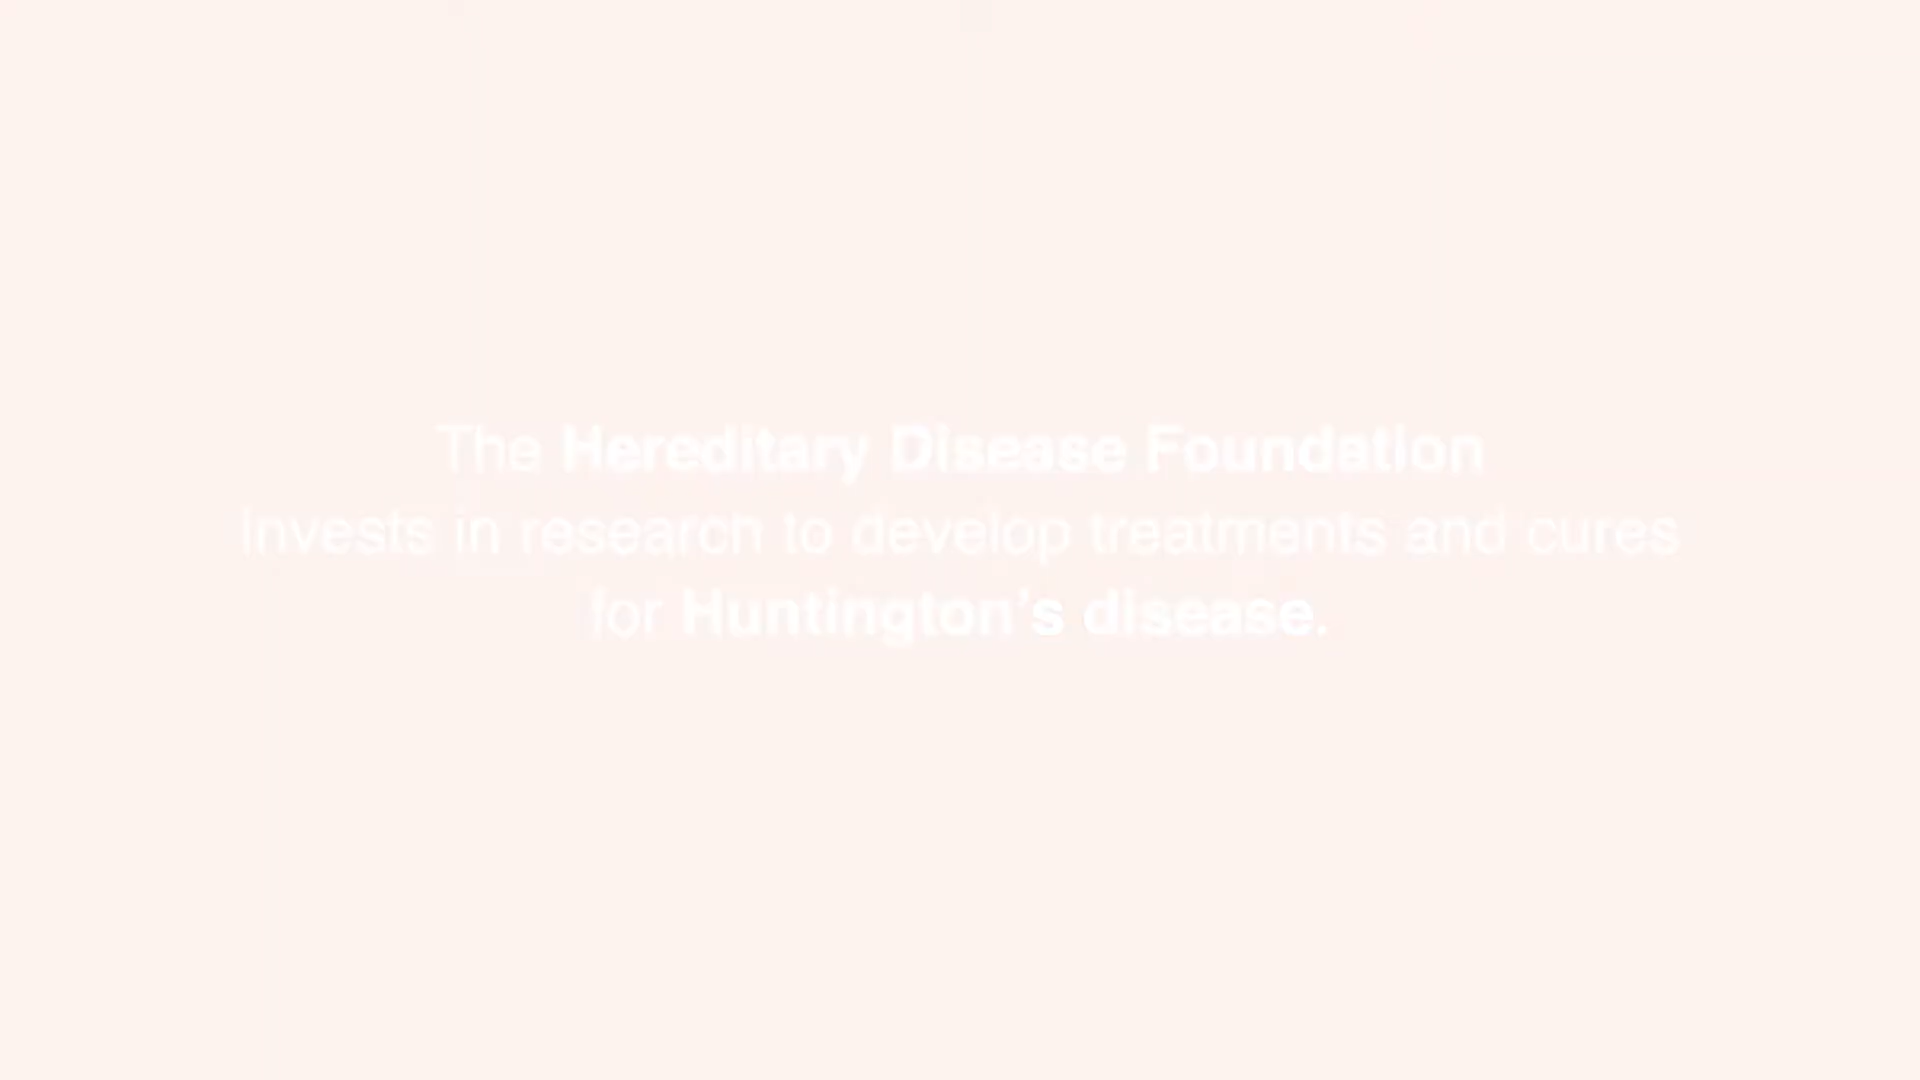 The Hereditary Disease Foundation
invests in research to develop treatments and cures
for Huntington's disease.